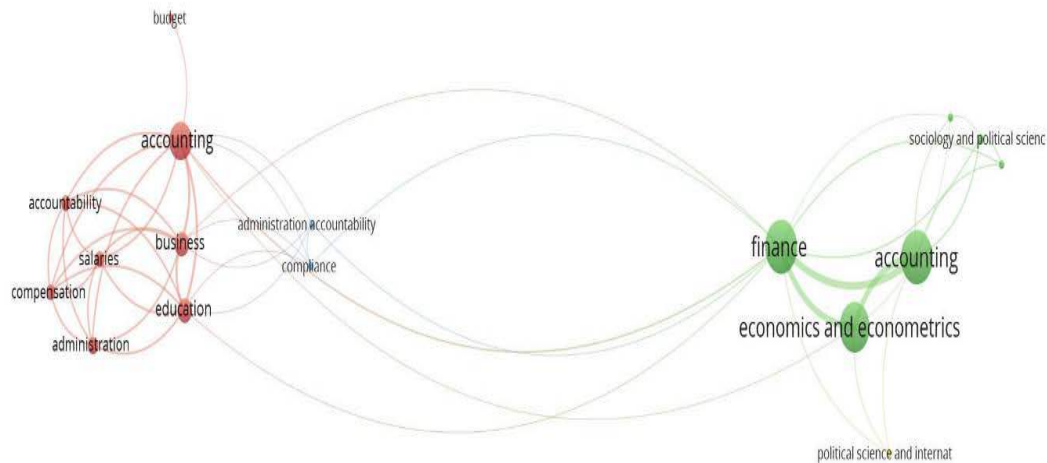 budget
accounting
accountability
business
salaries
compensation
education
administration
administration accountability
compliance
sociology and political scienc
finance
accounting
economics and econometrics
political science and internat